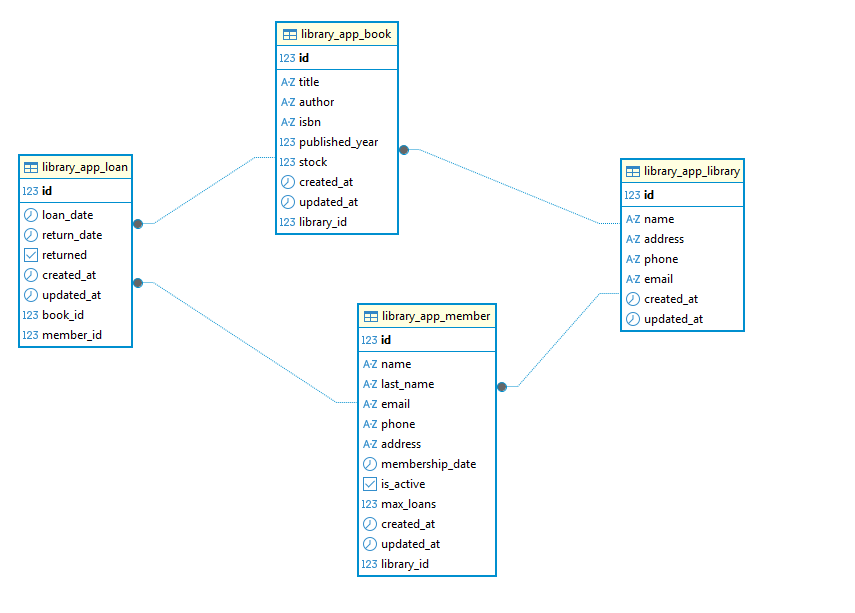 library_app_book
123 id
A-Z title
A-Z author
A-Z isbn
123 published_year
123 stock
created_at
updated_at
123 library_id
library_app_loan
123 id
loan_date
return_date
returned
created_at
updated_at
123 book_id
123 member_id
library_app_library
123 id
A-Z name
A-Z address
A-Z phone
A-Z email
created_at
updated_at
library_app_member
123 id
A-Z name
A-Z last_name
A-Z email
A-Z phone
A-Z address
membership_date
is_active
123 max_loans
created_at
updated_at
123 library_id